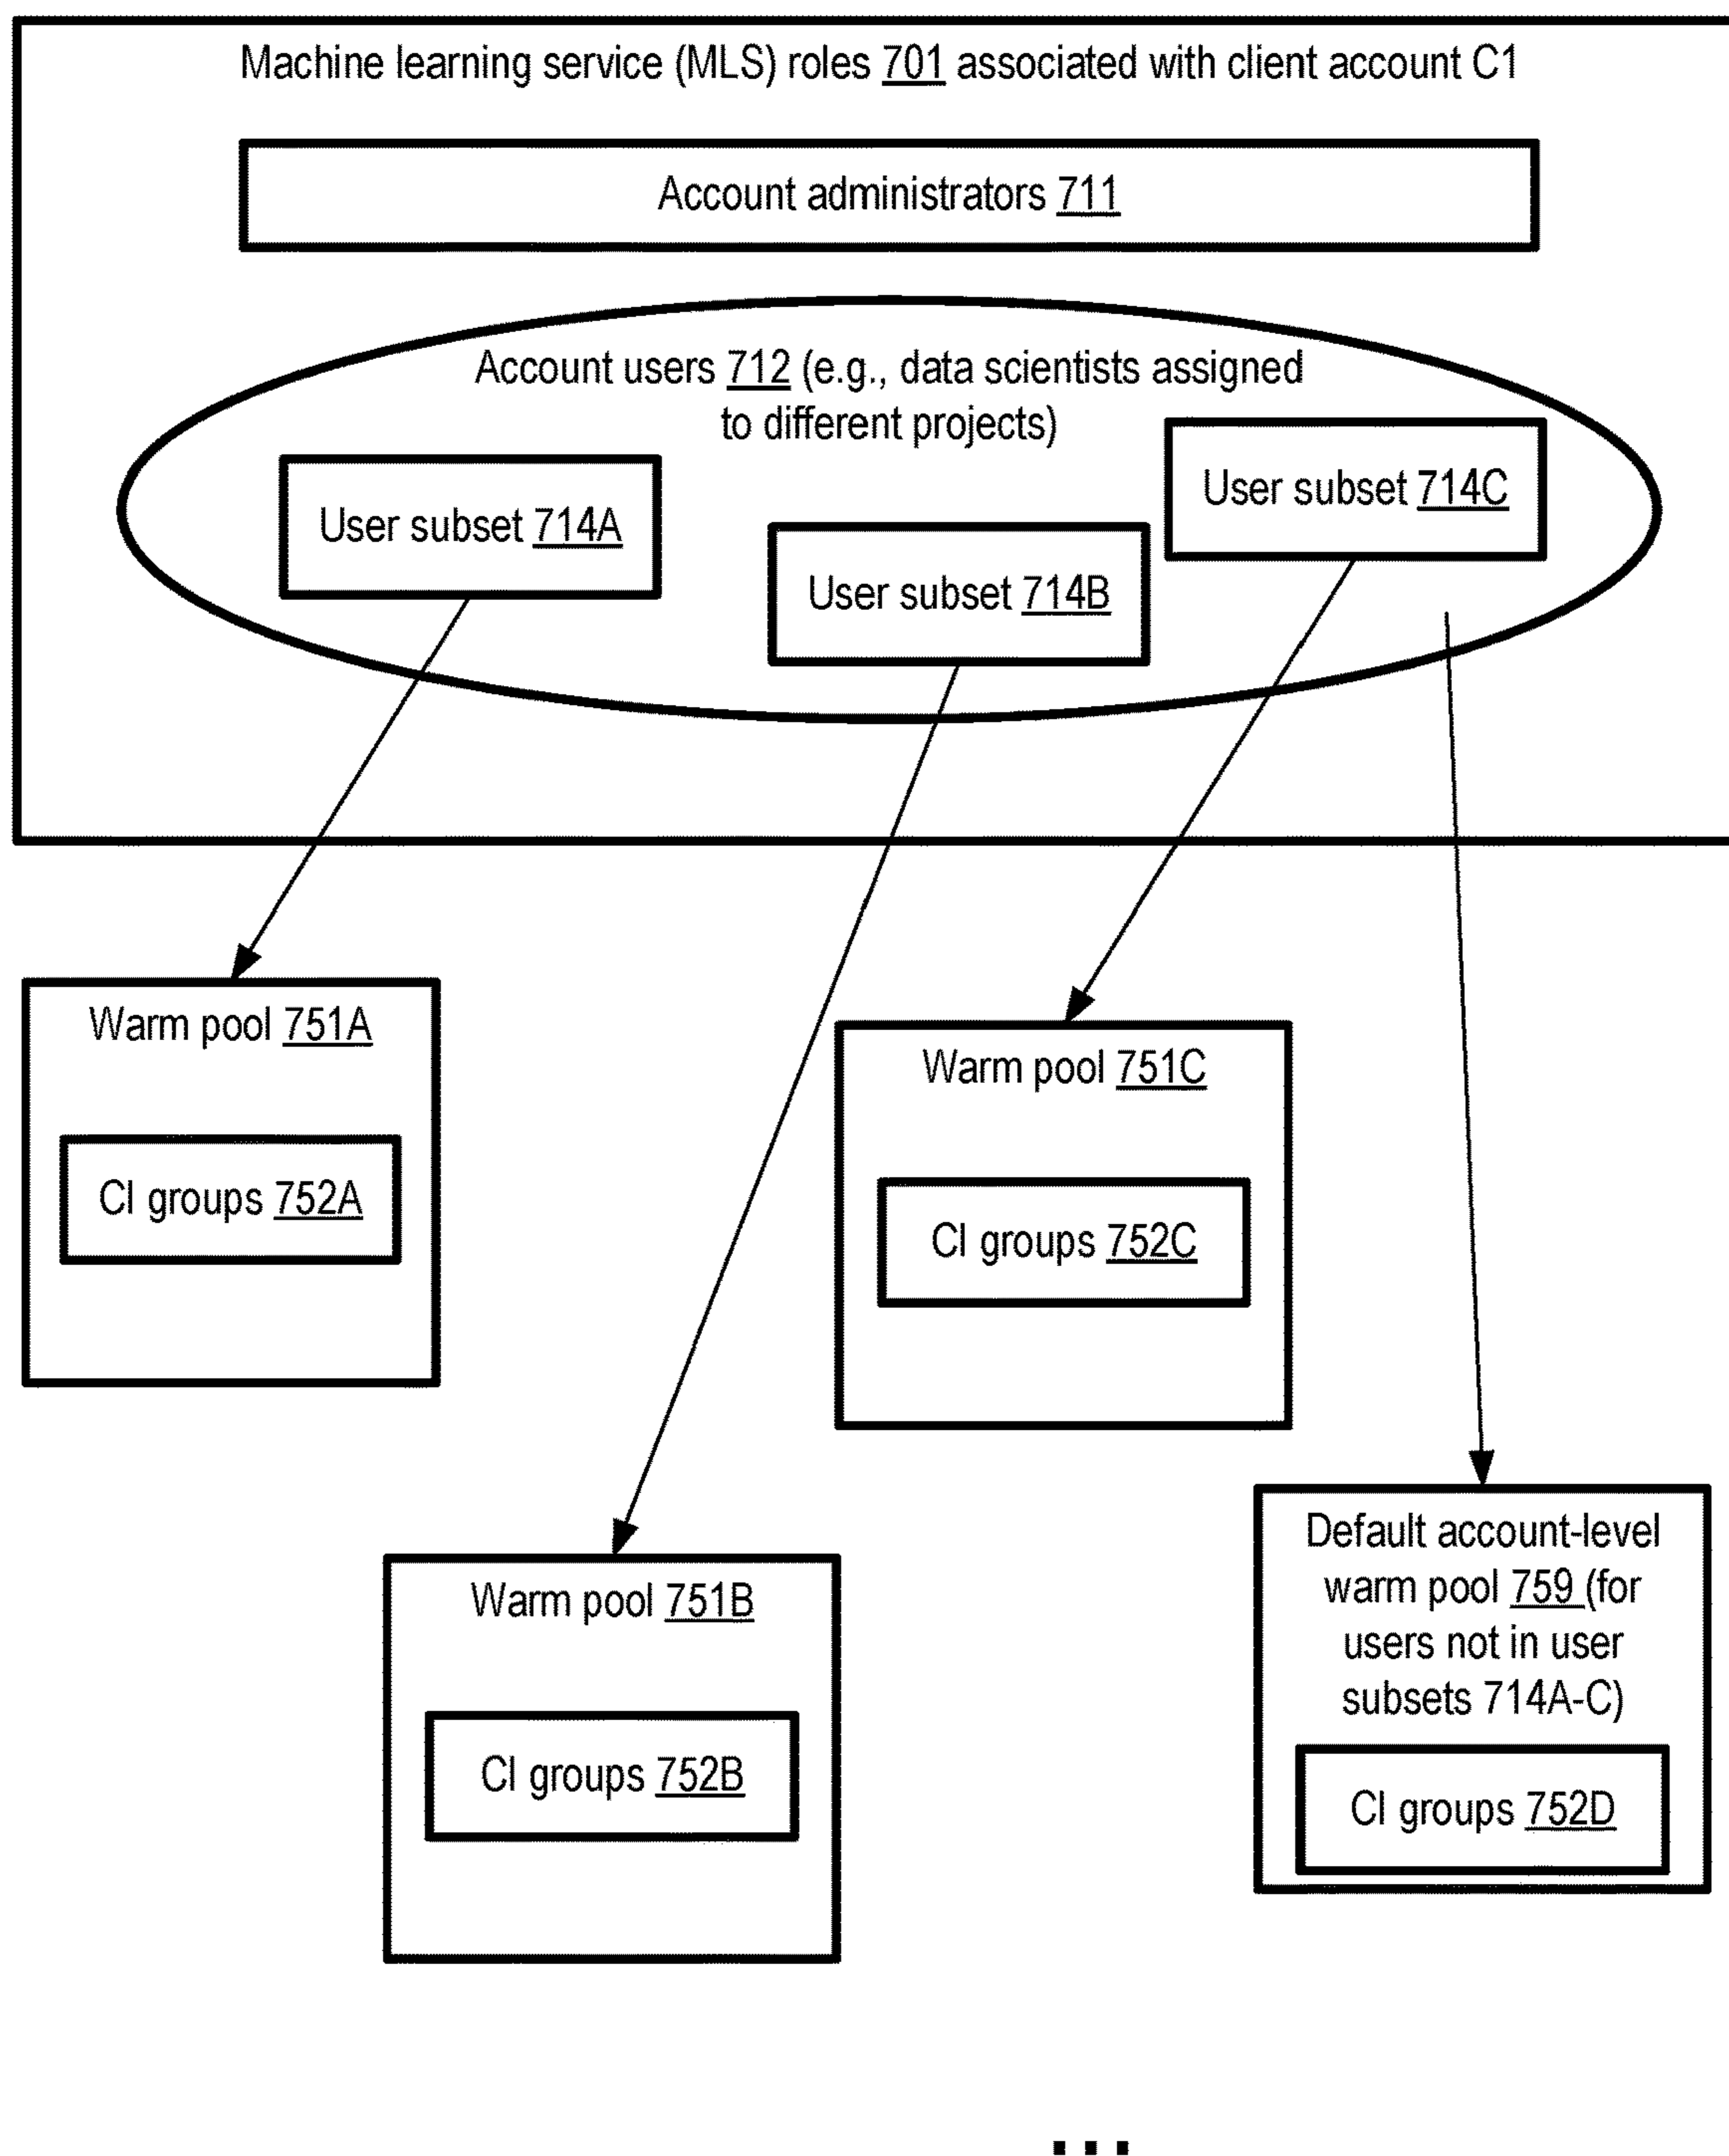 Machine learning service (MLS) roles 701 associated with client account C1
Account administrators 711
Account users 712 (e.g., data scientists assigned
to different projects)
User subset 714A
User subset 714B
User subset 714C
Warm pool 751A
CI groups 752A
Warm pool 751C
CI groups 752C
Warm pool 751B
CI groups 752B
Default account-level
warm pool 759 (for
users not in user
subsets 714A-C)
CI groups 752D
...